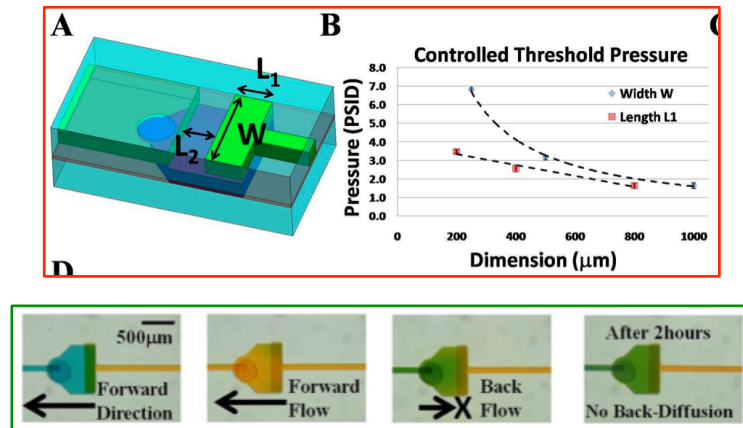 A
B
L1
W
L2
Controlled Threshold Pressure
Pressure (PSID)
8.0
7.0
6.0
5.0
4.0
3.0
2.0
1.0
0.0
Width W
Length L1
0 200 400 600 800 1000
Dimension (μm)
500μm
Forward
Direction
Forward
Flow
X
Back
Flow
After 2hours
No Back-Diffusion